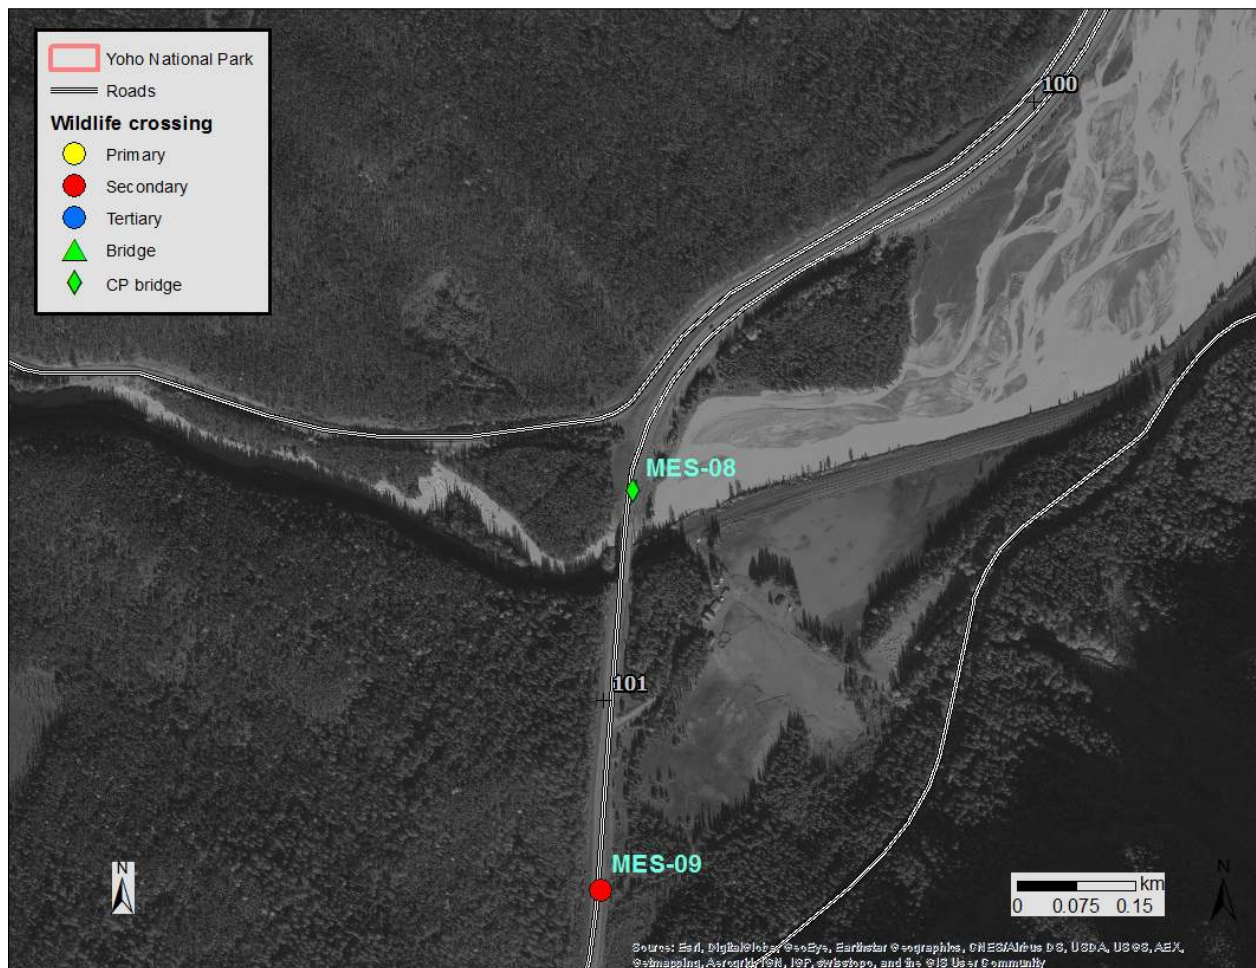 Yoho National Park
Roads
Wildlife crossing
Primary
Secondary
Tertiary
Bridge
CP bridge
100
MES-08
101
MES-09
N
N
km
0 0.075 0.15
Source: Esri, DigitalGlobe, GeoEye, Earthstar Geographics, CNES/Airbus DS, USDA, USGS, AEX,
Getmapping, Aerogrid, IGN, IGP, swisstopo, and the GIS User Community